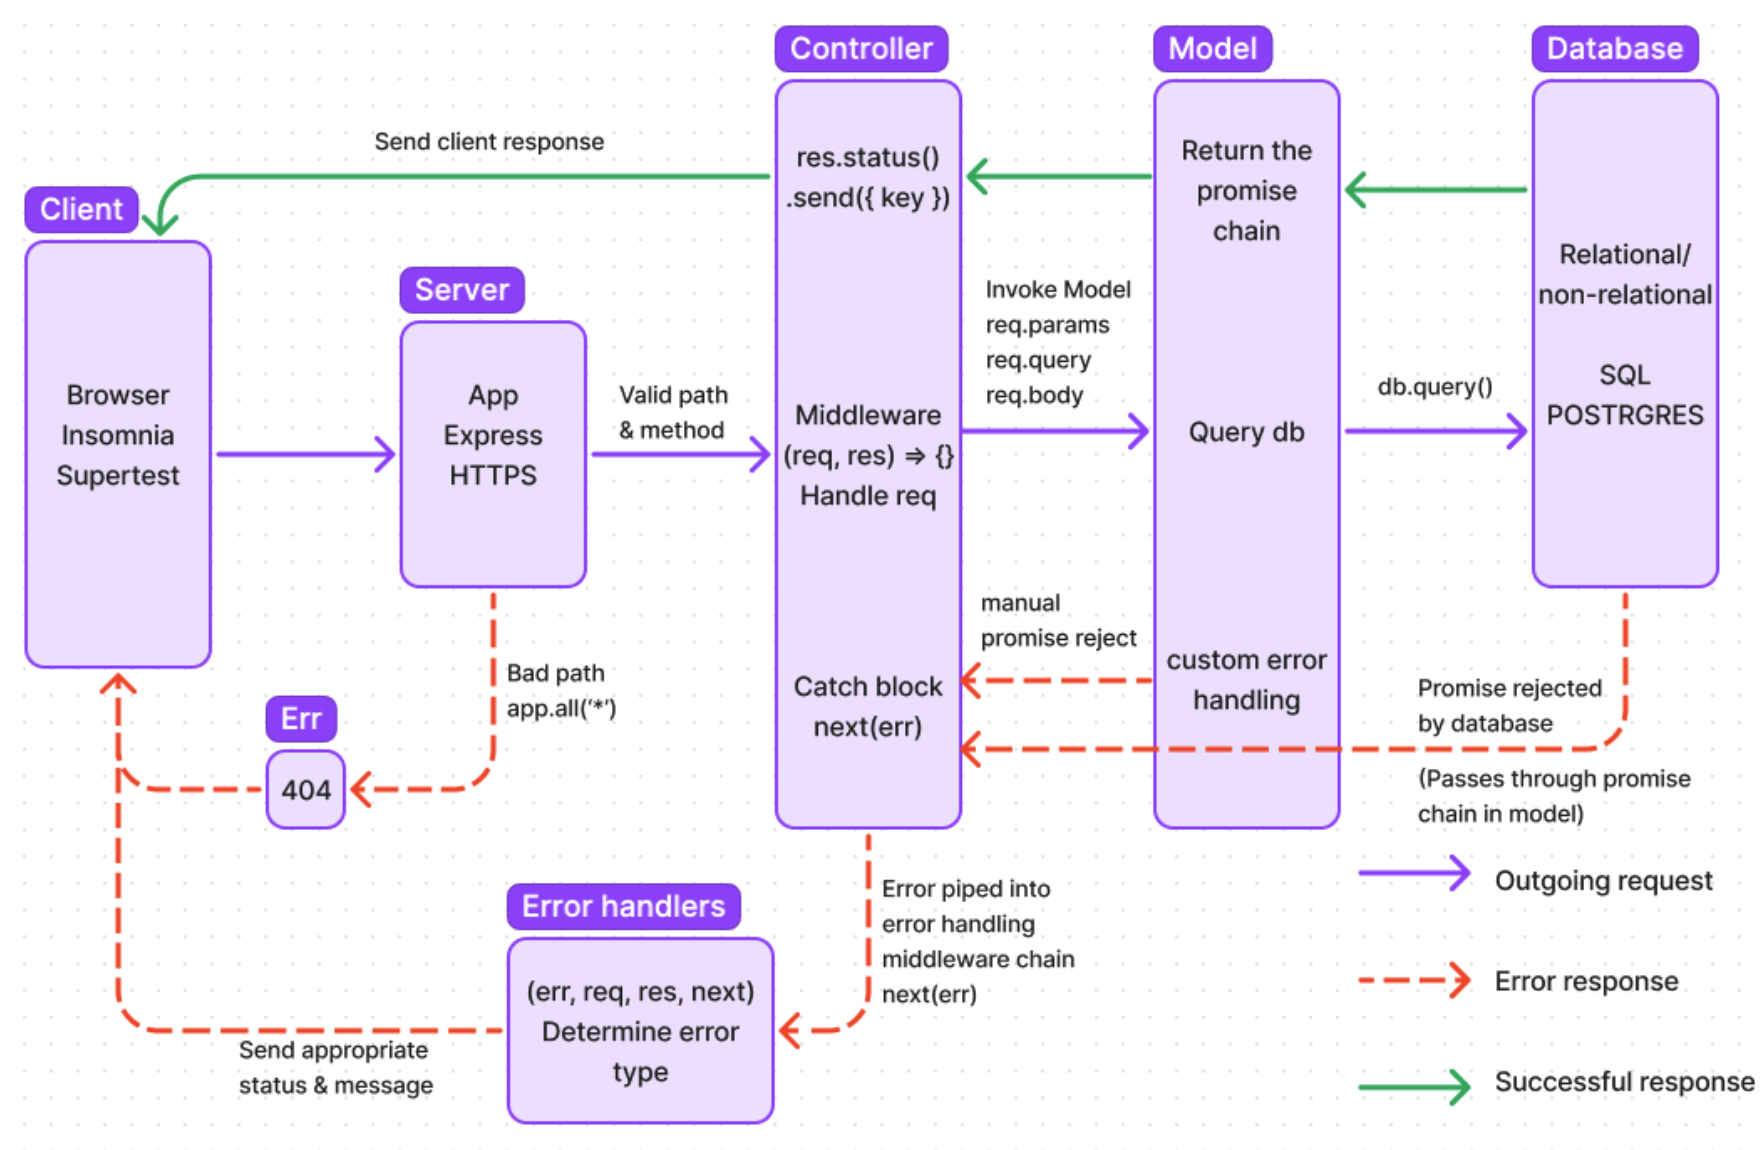 Controller
Model
Database
Send client response
res.status()
.send({ key })
Return the
promise
chain
Client
Relational/
non-relational
SQL
POSTRGRES
Server
Invoke Model
req.params
req.query
req.body
Browser
Insomnia
Supertest
App
Express
HTTPS
Valid path
& method
Middleware
(req, res) => {}
Handle req
Query db
db.query()
manual
promise reject
custom error
handling
Catch block
next(err)
Bad path
app.all('*')
Promise rejected
by database
(Passes through promise
chain in model)
Err
404
Error handlers
(err, req, res, next)
Determine error
type
Error piped into
error handling
middleware chain
next(err)
Send appropriate
status & message
Outgoing request
Error response
Successful response